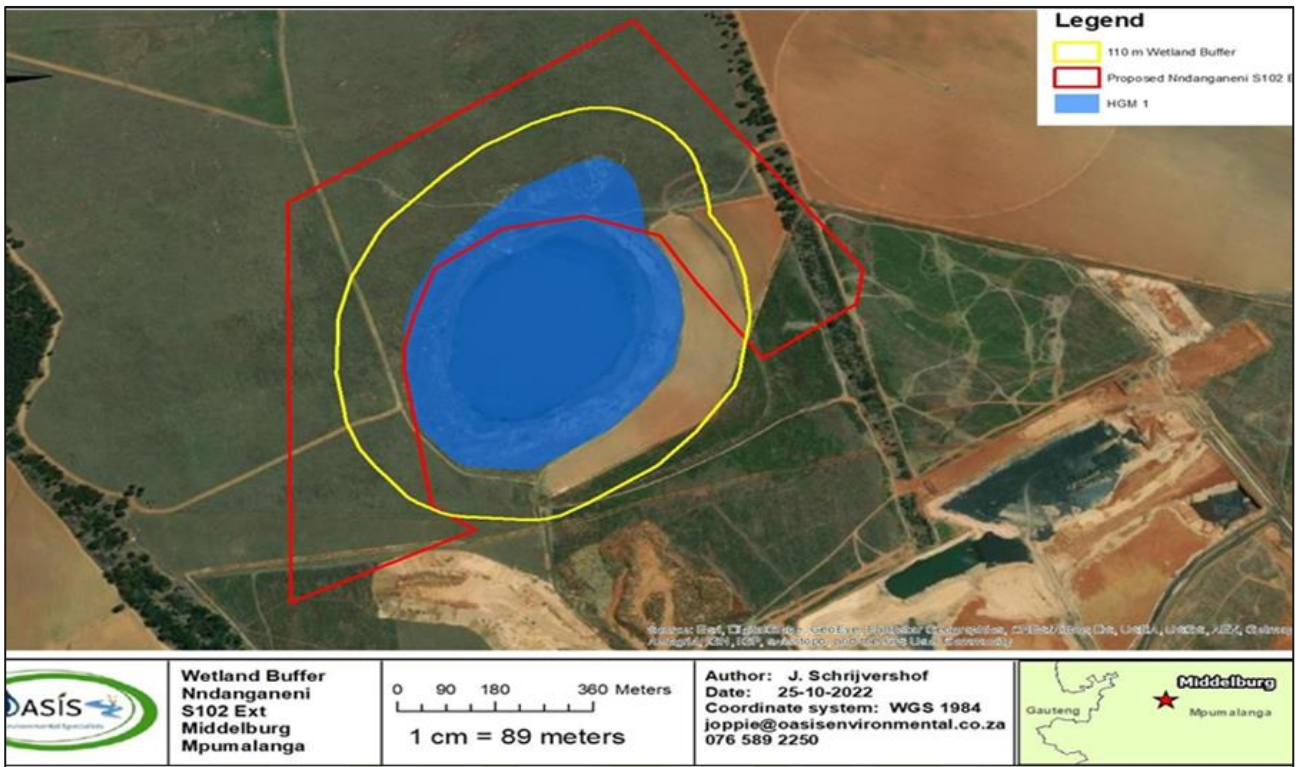 Legend
110 m Wetland Buffer
Proposed Nndanganeni S102 E
HGM 1
Wetland Buffer
Nndanganeni
S102 Ext
Middelburg
Mpumalanga
0 90 180 360 Meters
1 cm = 89 meters
Author: J. Schrijvershof
Date: 25-10-2022
Coordinate system: WGS 1984
joppie@oasisenvironmental.co.za
076 589 2250
Middelburg
Gauteng
Mpumalanga